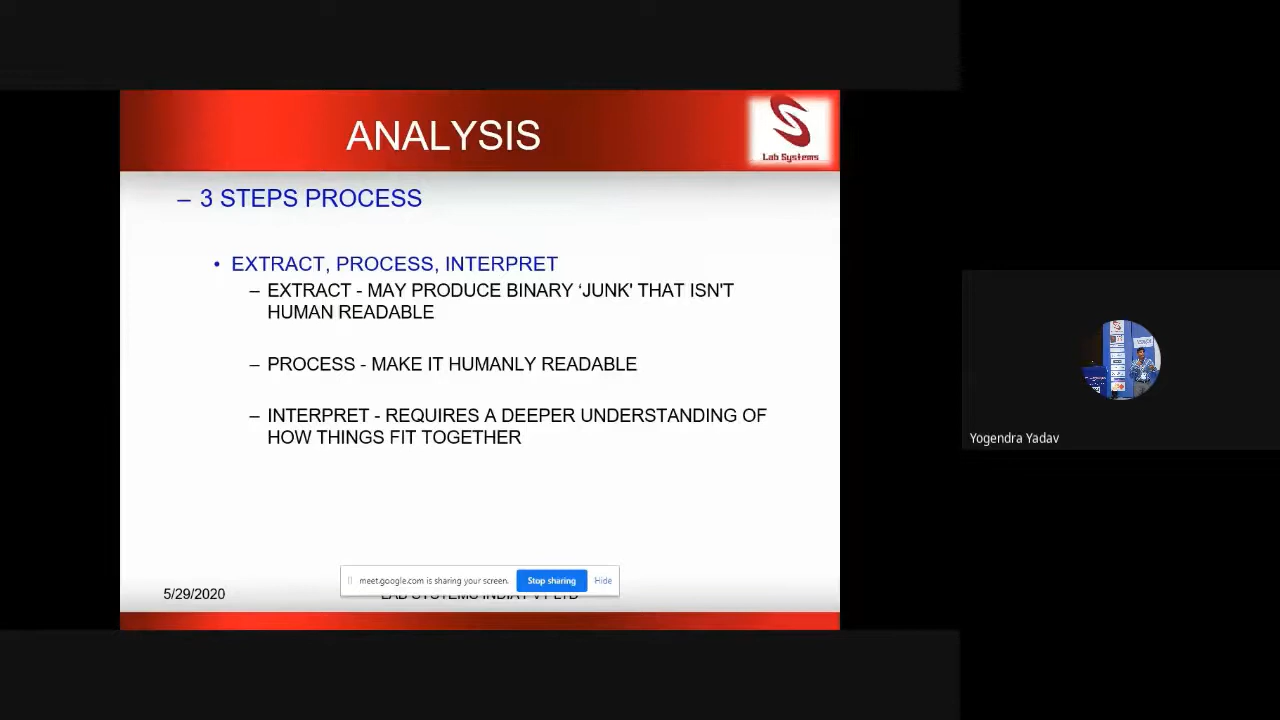 ANALYSIS
Lab Systems
– 3 STEPS PROCESS
• EXTRACT, PROCESS, INTERPRET
– EXTRACT - MAY PRODUCE BINARY ‘JUNK' THAT ISN'T
HUMAN READABLE
– PROCESS - MAKE IT HUMANLY READABLE
– INTERPRET - REQUIRES A DEEPER UNDERSTANDING OF
HOW THINGS FIT TOGETHER
Yogendra Yadav
meet.google.com is sharing your screen.
Stop sharing
Hide
5/29/2020
LAB SYSTEMS INDIA PVT LTD